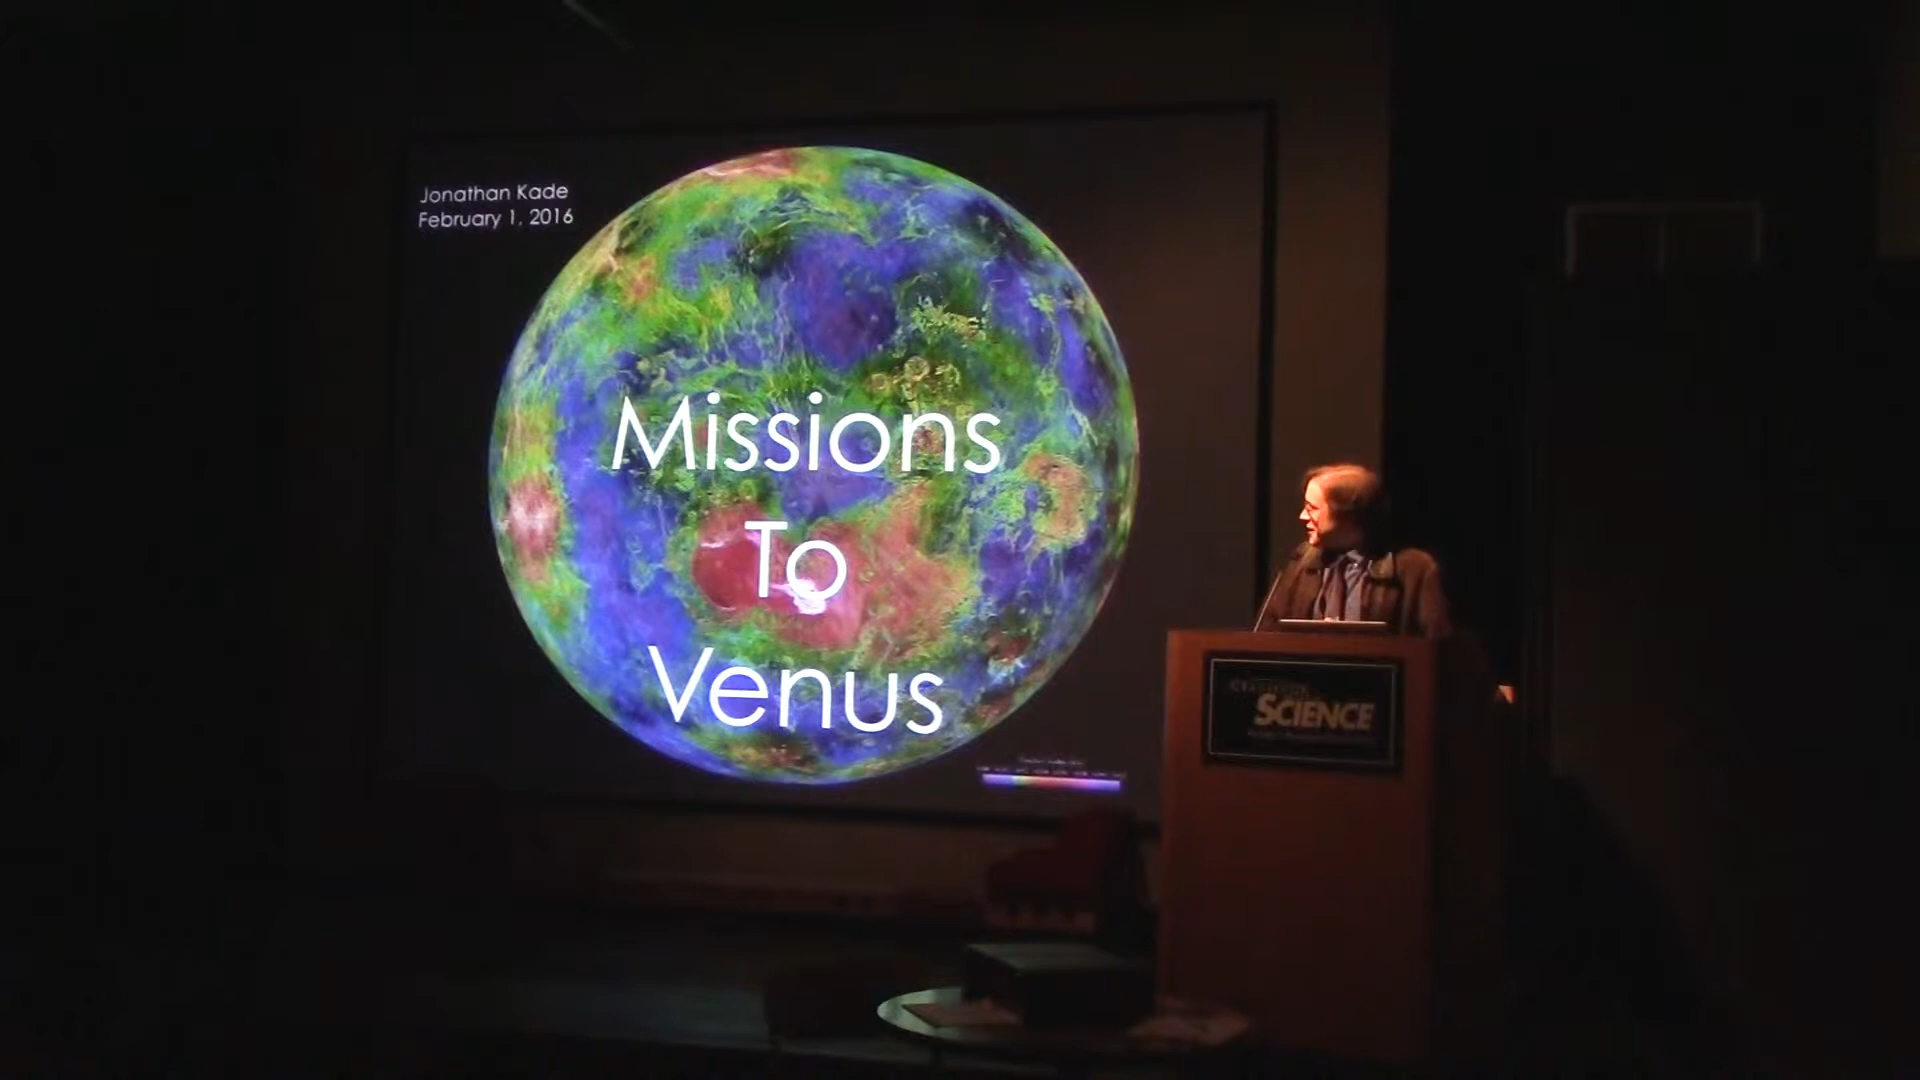 Jonathan Kade
February 1, 2016
Missions
To
Venus
SCIENCE